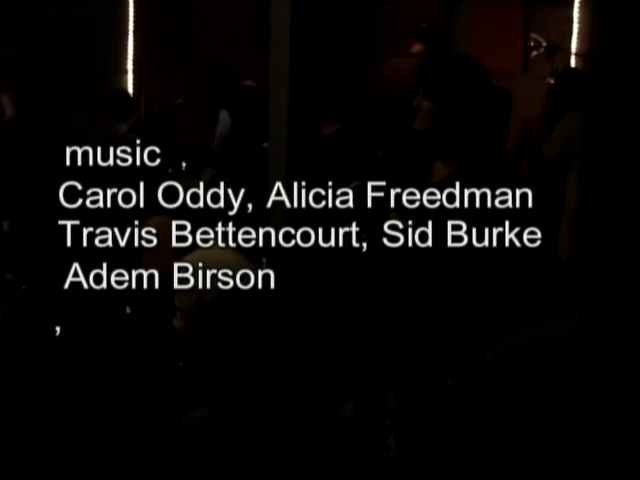 music
Carol Oddy, Alicia Freedman
Travis Bettencourt, Sid Burke
Adem Birson
,